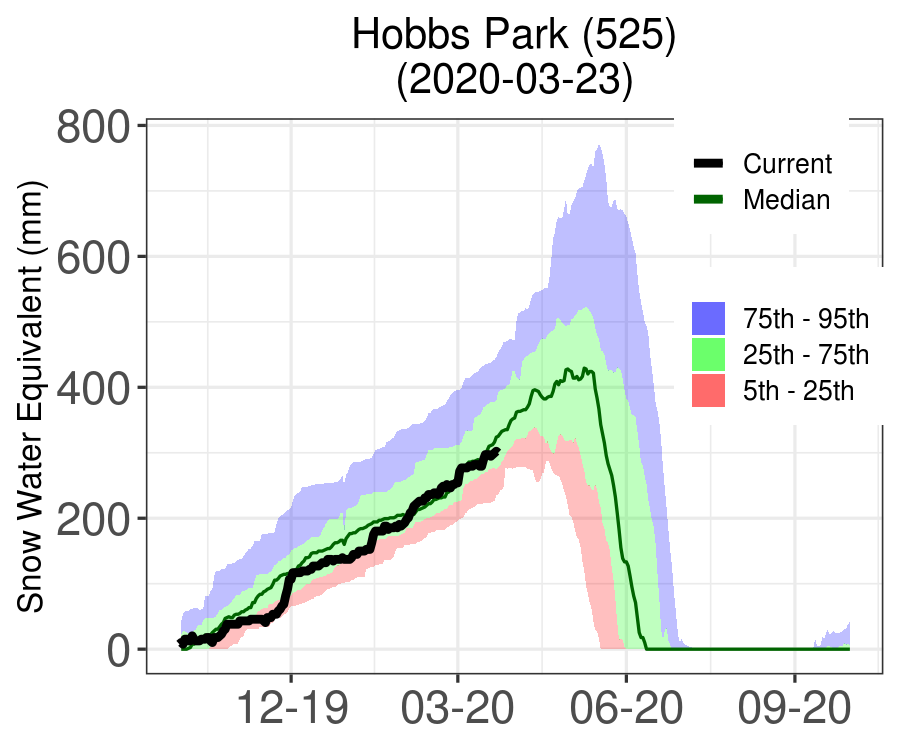 Hobbs Park (525)
(2020-03-23)
Snow Water Equivalent (mm)
800
600
400
200
0
Current
Median
75th - 95th
25th - 75th
5th - 25th
12-19
03-20
06-20
09-20